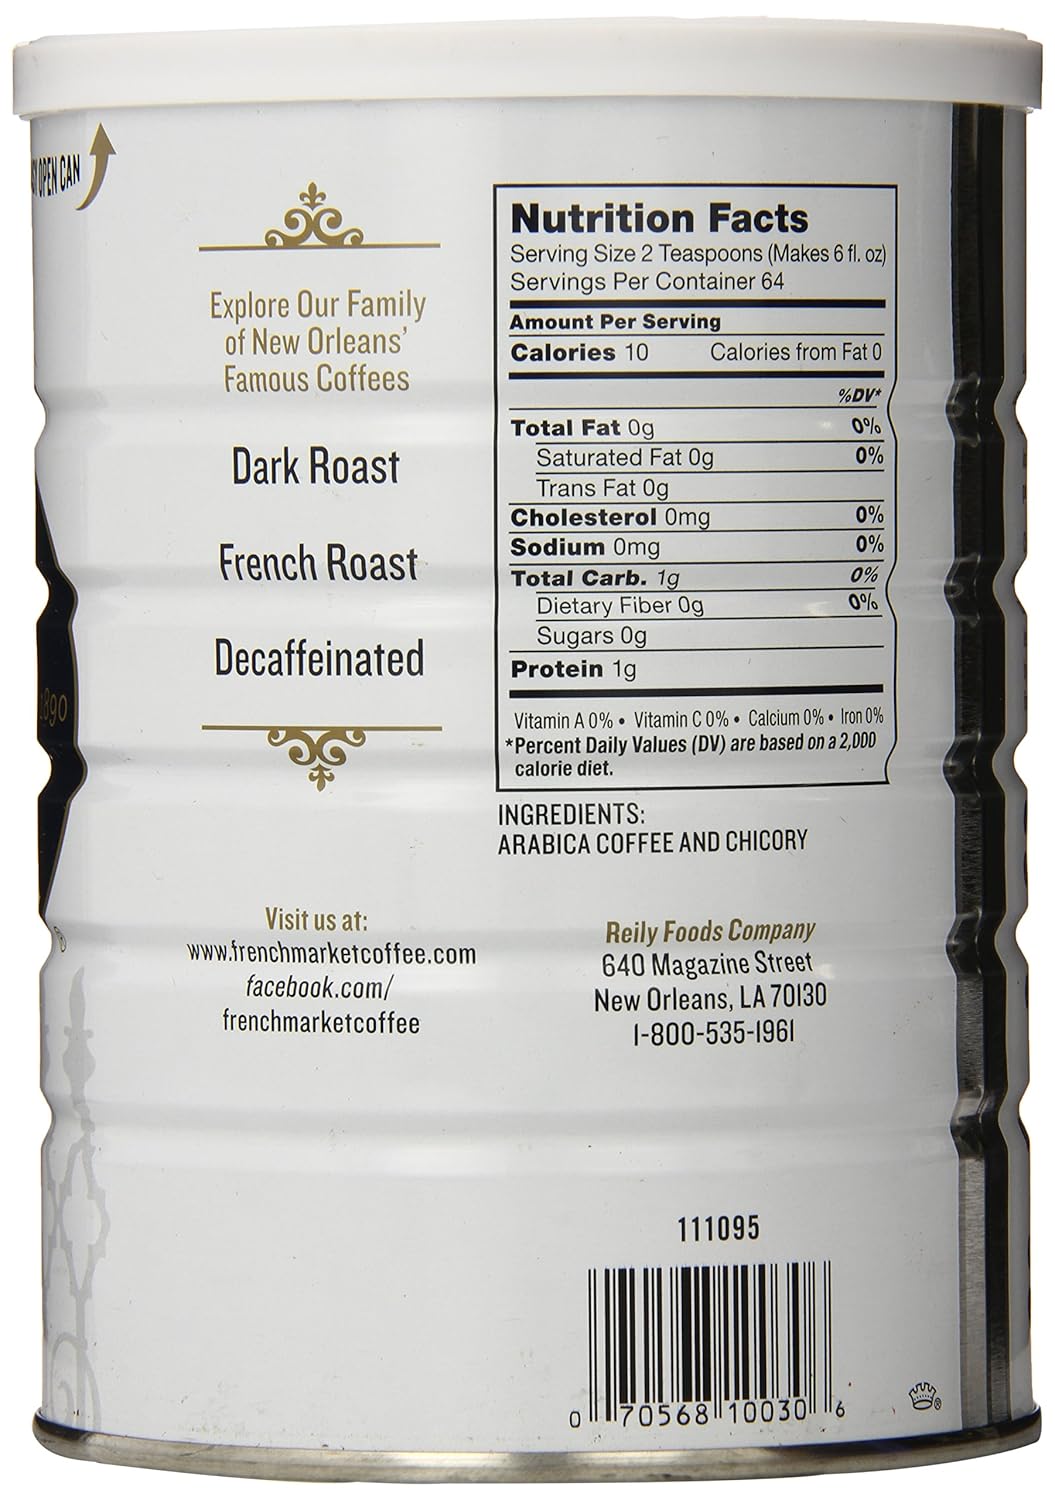 OPEN CAN
Explore Our Family
of New Orleans'
Famous Coffees
Dark Roast
French Roast
Decaffeinated
1890
Visit us at:
www.frenchmarketcoffee.com
facebook.com/
frenchmarketcoffee
Nutrition Facts
Serving Size 2 Teaspoons (Makes 6 fl. oz)
Servings Per Container 64
Amount Per Serving
Calories 10 Calories from Fat 0
%DV*
Total Fat 0g 0%
Saturated Fat 0g 0%
Trans Fat 0g
Cholesterol 0mg 0%
Sodium 0mg 0%
Total Carb. 1g 0%
Dietary Fiber 0g 0%
Sugars 0g
Protein 1g
Vitamin A 0% • Vitamin C 0% • Calcium 0% • Iron 0%
*Percent Daily Values (DV) are based on a 2,000
calorie diet.
INGREDIENTS:
ARABICA COFFEE AND CHICORY
Reily Foods Company
640 Magazine Street
New Orleans, LA 70130
1-800-535-1961
111095
0 70568 10030 6